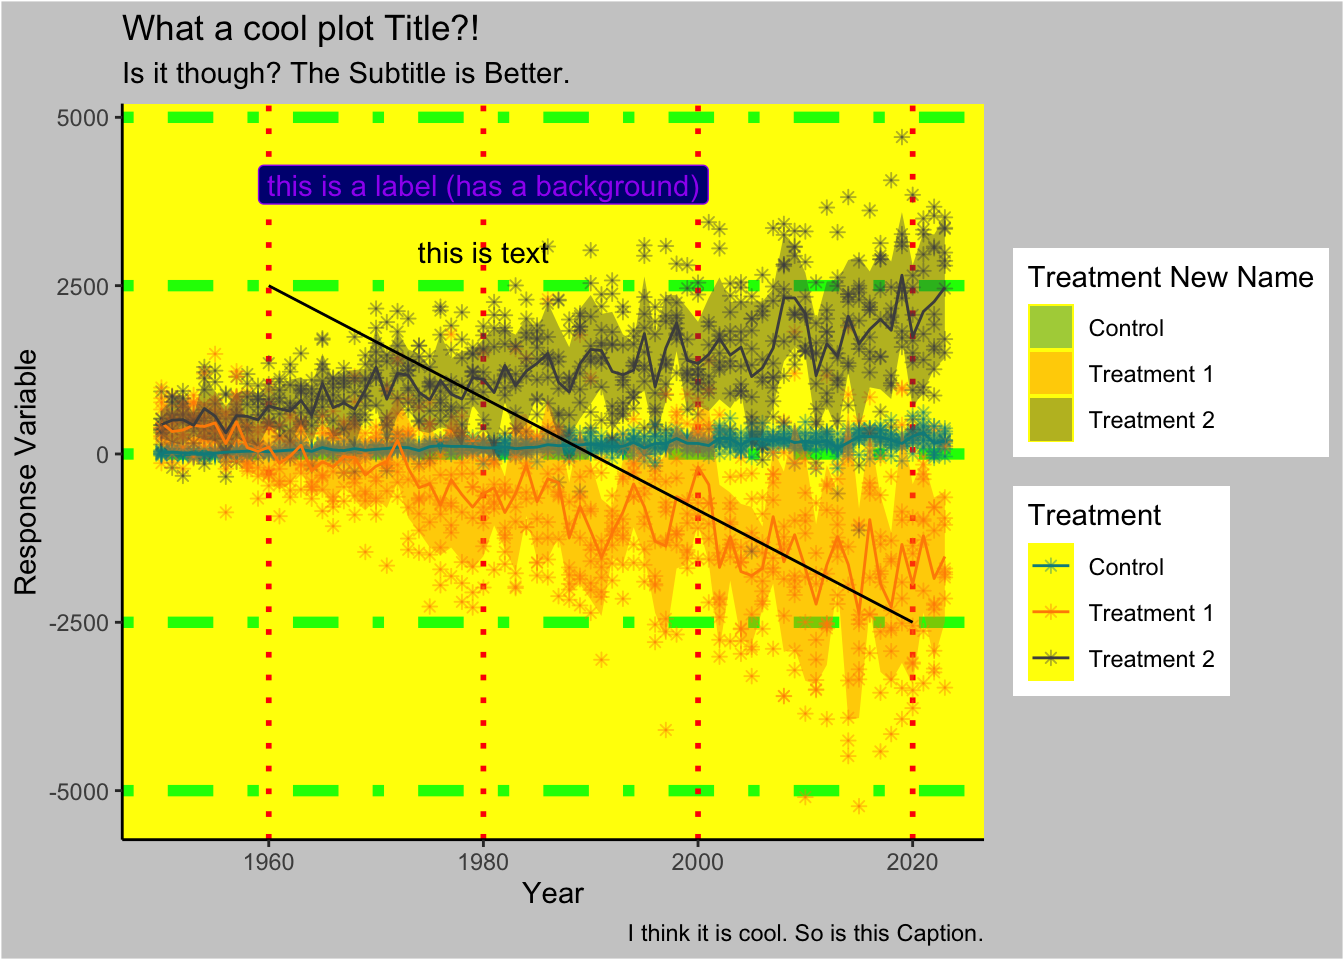 What a cool plot Title?!
Is it though? The Subtitle is Better.
5000
2500
0
-2500
-5000
Response Variable
this is a label (has a background)
this is text
1960 1980 2000 2020
Year
I think it is cool. So is this Caption.
Treatment New Name
Control
Treatment 1
Treatment 2
Treatment
Control
Treatment 1
Treatment 2